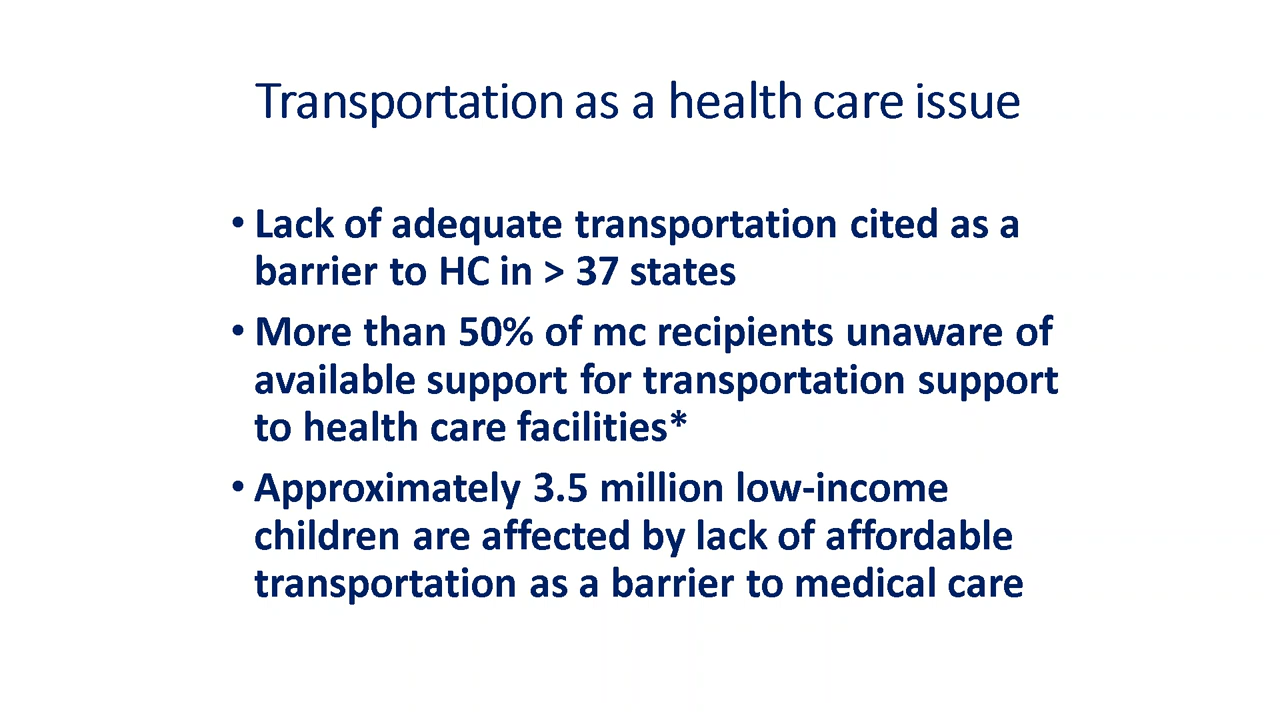 Transportation as a health care issue
• Lack of adequate transportation cited as a
barrier to HC in > 37 states
• More than 50% of mc recipients unaware of
available support for transportation support
to health care facilities*
• Approximately 3.5 million low-income
children are affected by lack of affordable
transportation as a barrier to medical care